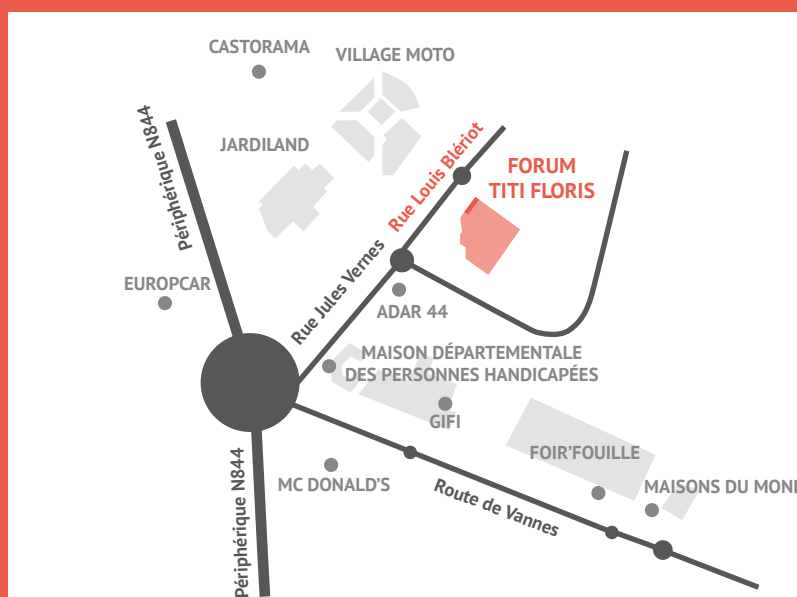 CASTORAMA
VILLAGE MOTO
Périphérique N844
JARDILAND
Rue Louis Blériot
FORUM
TITI FLORIS
EUROPCAR
Rue Jules Vernes
ADAR 44
MAISON DÉPARTEMENTALE
DES PERSONNES HANDICAPÉES
GIFI
FOIR'FOUILLE
MC DONALD'S
MAISONS DU MON
Route de Vannes
Périphérique N844